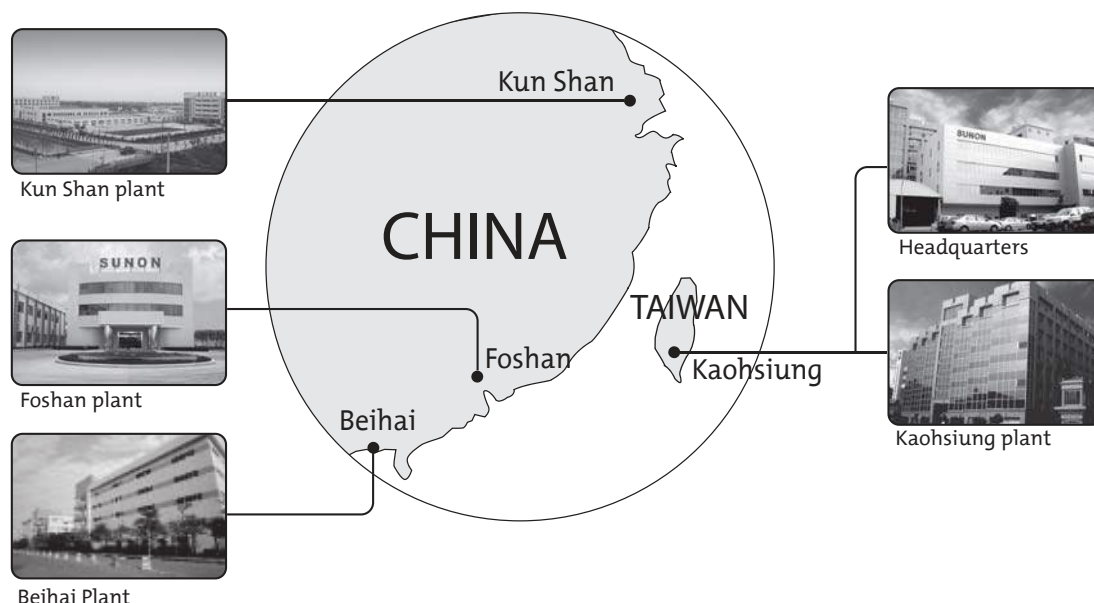 Kun Shan
SUNON
Kun Shan plant
Headquarters
CHINA
SUNON
TAIWAN
Foshan
Kaohsiung
Foshan plant
Beihai
Kaohsiung plant
Beihai Plant